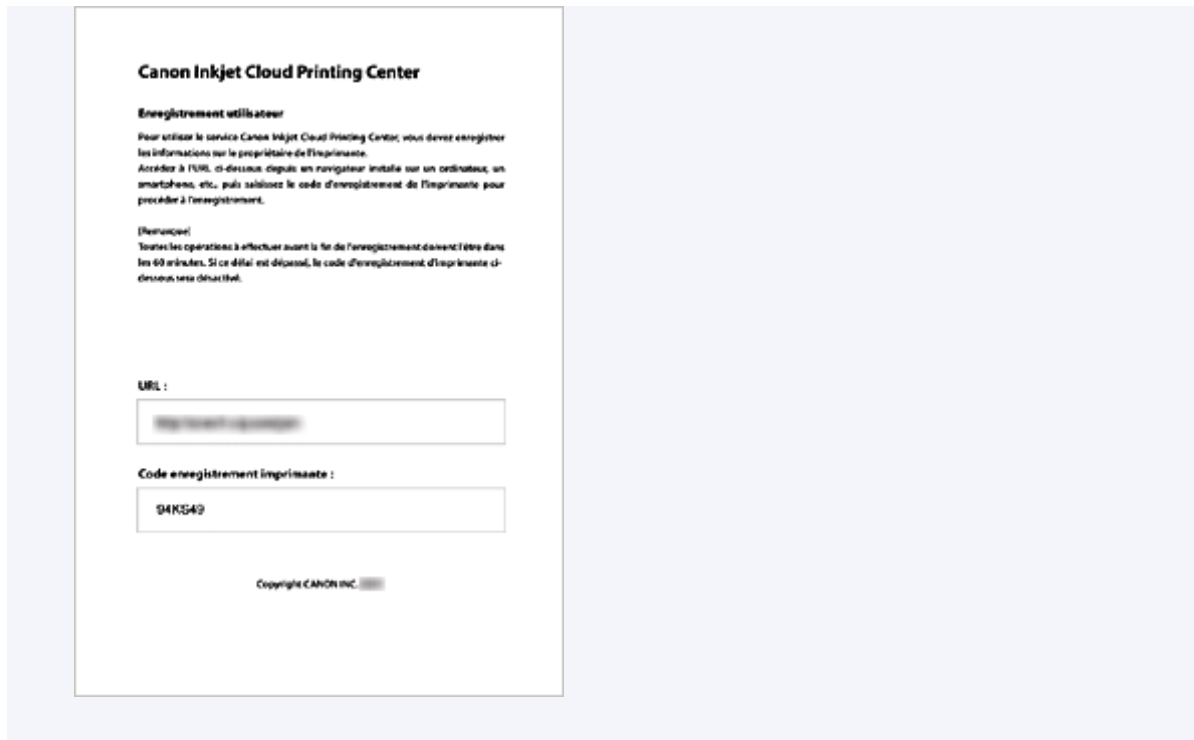 Canon Inkjet Cloud Printing Center
Enregistrement utilisateur
Pour utiliser le service Canon Inkjet Cloud Printing Center, vous devez enregistrer
les informations sur le propriétaire de l'imprimante.
Accédez à l'URL ci-dessous depuis un navigateur installé sur un ordinateur, un
smartphone, etc., puis saisissez le code d'enregistrement de l'imprimante pour
procéder à l'enregistrement.
[Remarque]
Toutes les opérations à effectuer avant la fin de l'enregistrement doivent l'être dans
les 60 minutes. Si ce délai est dépassé, le code d'enregistrement d'imprimante ci-
dessous sera désactivé.
URL :
Code enregistrement imprimante :
94KS49
Copyright CANON INC.